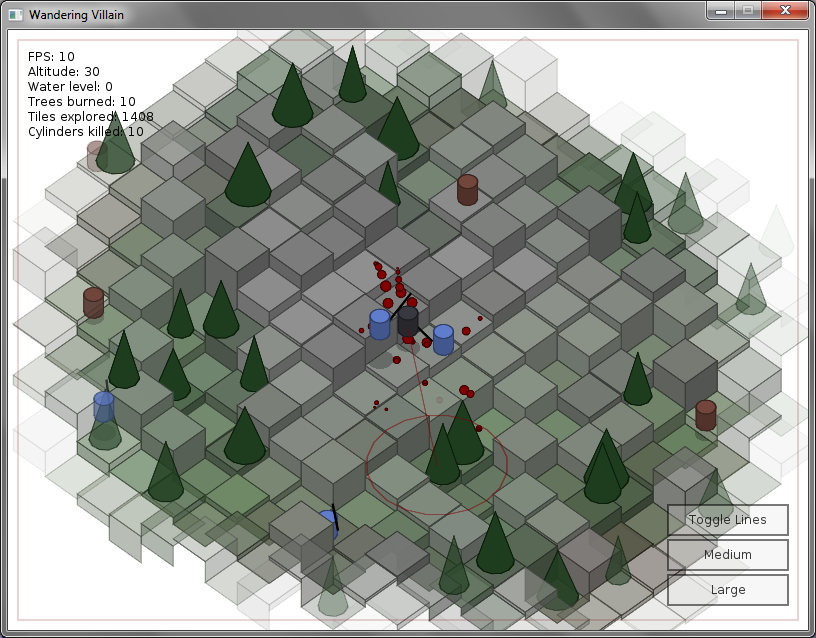 Wandering Villain
FPS: 10
Altitude: 30
Water level: 0
Trees burned: 10
Tiles explored: 1408
Cylinders killed: 10
Toggle Lines
Medium
Large